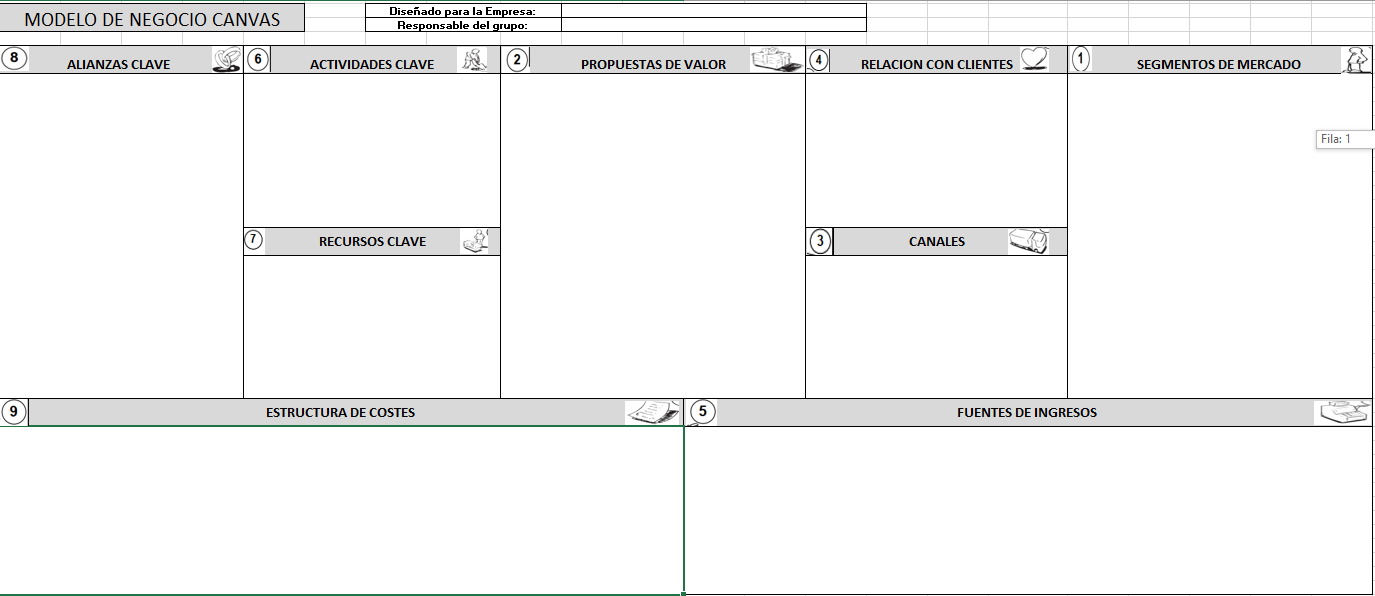 MODELO DE NEGOCIO CANVAS
Diseñado para la Empresa:
Responsable del grupo:
8
ALIANZAS CLAVE
6
ACTIVIDADES CLAVE
2
PROPUESTAS DE VALOR
4
RELACION CON CLIENTES
1
SEGMENTOS DE MERCADO
Fila: 1
7
RECURSOS CLAVE
3
CANALES
9
ESTRUCTURA DE COSTES
5
FUENTES DE INGRESOS